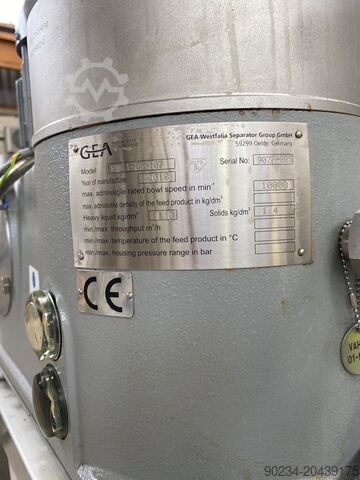 GEA
GEA Westfalia Separator Group GmbH
59299 Oelde, Germany
Model
Year of manufacture 2018
Serial No:
max. admissible rated bowl speed in min⁻¹ 10000
max. admissible density of the feed product in kg/dm³
Heavy liquid kg/dm³ Solids kg/dm³ 1.4
min./max. throughput m³/h
min./max. temperature of the feed product in °C
min./max. housing pressure range in bar
CE
90234-20439175